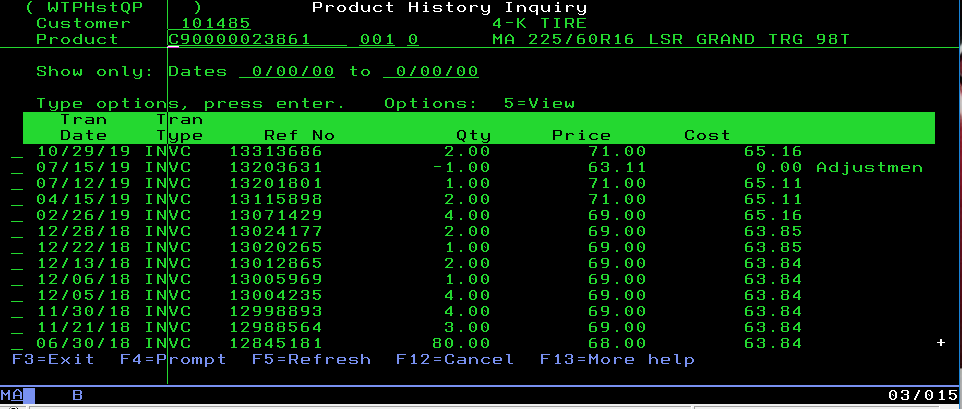 ( WTPHstQP ) Product History Inquiry
Customer 101485 4-K TIRE
Product C90000023861 001 0 MA 225/60R16 LSR GRAND TRG 98T
Show only: Dates 0/00/00 to 0/00/00
Type options, press enter. Options: 5=View
Tran Tran
Date Type Ref No Qty Price Cost
_ 10/29/19 INVC 13313686 2.00 71.00 65.16
_ 07/15/19 INVC 13203631 -1.00 63.11 0.00 Adjustmen
_ 07/12/19 INVC 13201801 1.00 71.00 65.11
_ 04/15/19 INVC 13115898 2.00 71.00 65.11
_ 02/26/19 INVC 13071429 4.00 69.00 65.16
_ 12/28/18 INVC 13024177 2.00 69.00 63.85
_ 12/22/18 INVC 13020265 1.00 69.00 63.85
_ 12/13/18 INVC 13012865 2.00 69.00 63.84
_ 12/06/18 INVC 13005969 1.00 69.00 63.84
_ 12/05/18 INVC 13004235 4.00 69.00 63.84
_ 11/30/18 INVC 12998893 4.00 69.00 63.84
_ 11/21/18 INVC 12988564 3.00 69.00 63.84
_ 06/30/18 INVC 12845181 80.00 68.00 63.84 +
F3=Exit F4=Prompt F5=Refresh F12=Cancel F13=More help
MA B 03/015